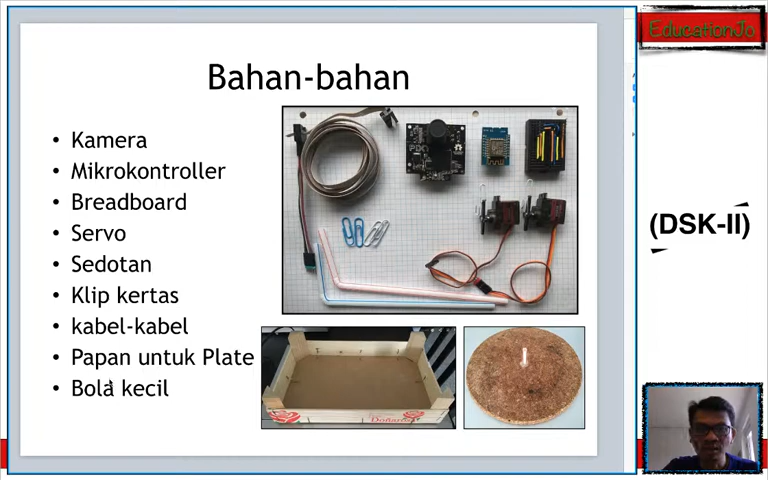 EducationJo
Bahan-bahan
• Kamera
• Mikrokontroller
• Breadboard
• Servo
• Sedotan
• Klip kertas
• kabel-kabel
• Papan untuk Plate
• Bola kecil
(DSK-II)